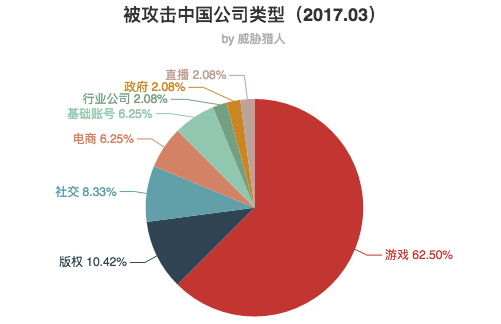 被攻击中国公司类型（2017.03）
by 威胁猎人
直播 2.08%
政府 2.08%
行业公司 2.08%
基础账号 6.25%
电商 6.25%
社交 8.33%
版权 10.42%
游戏 62.50%